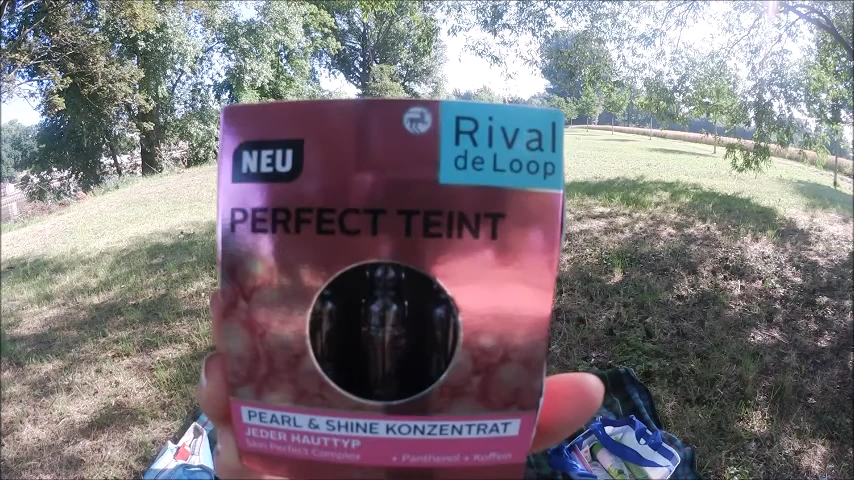 NEU
Rival
de Loop
PERFECT TEINT
PEARL & SHINE KONZENTRAT
JEDER HAUTTYP
Skin Perfect Complex • Panthenol • Koffein